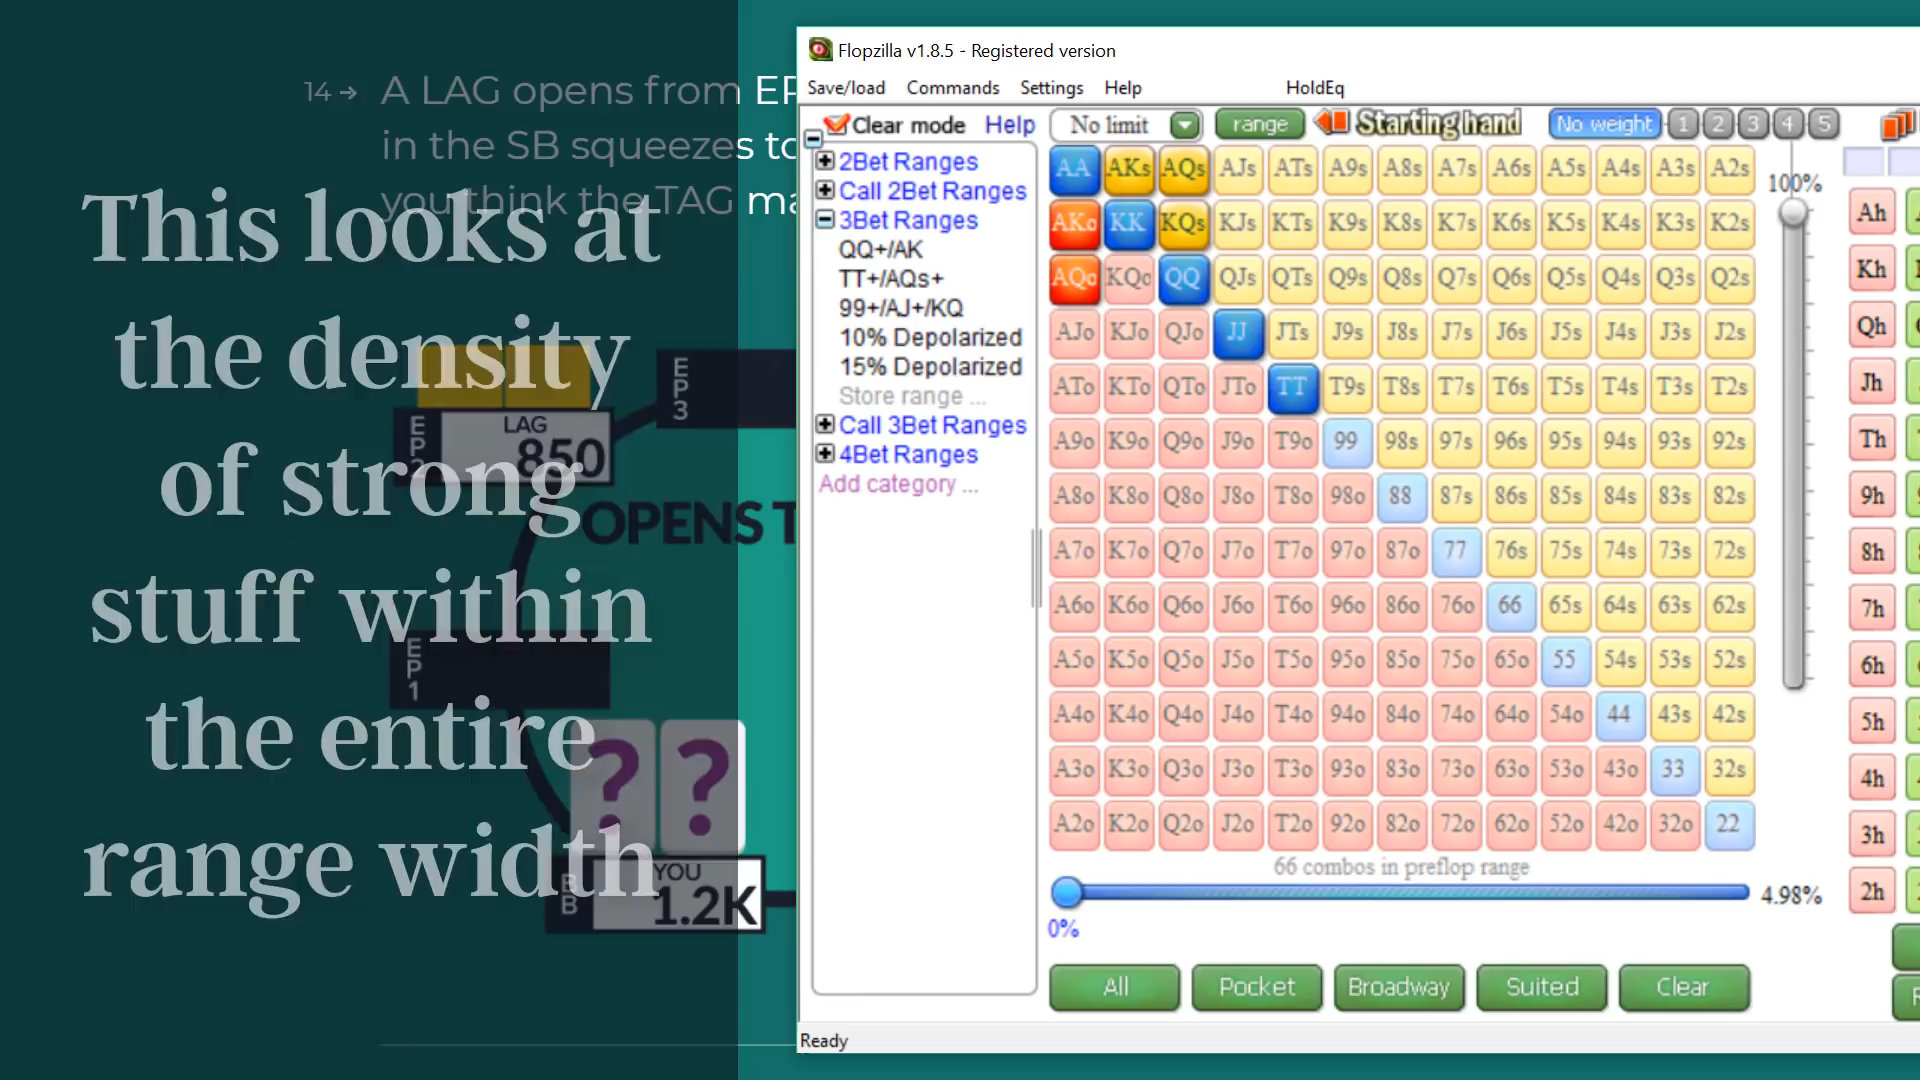 14 → A LAG opens from EP
in the SB squeezes to
you think the TAG ma
This looks at
the density
of strong
stuff within
the entire
range width
EP3
EP2
LAG
850
OPENS T
EP1
? ?
BB
YOU
1.2K
Flopzilla v1.8.5 - Registered version
Save/load Commands Settings Help HoldEq
Clear mode Help
2Bet Ranges
Call 2Bet Ranges
3Bet Ranges
QQ+/AK
TT+/AQs+
99+/AJ+/KQ
10% Depolarized
15% Depolarized
Store range ...
Call 3Bet Ranges
4Bet Ranges
Add category ...
No limit range Starting hand No weight 1 2 3 4 5
AA AKs AQs AJs ATs A9s A8s A7s A6s A5s A4s A3s A2s
AKo KK KQs KJs KTs K9s K8s K7s K6s K5s K4s K3s K2s
AQo KQo QQ QJs QTs Q9s Q8s Q7s Q6s Q5s Q4s Q3s Q2s
AJo KJo QJo JJ JTs J9s J8s J7s J6s J5s J4s J3s J2s
ATo KTo QTo JTo TT T9s T8s T7s T6s T5s T4s T3s T2s
A9o K9o Q9o J9o T9o 99 98s 97s 96s 95s 94s 93s 92s
A8o K8o Q8o J8o T8o 98o 88 87s 86s 85s 84s 83s 82s
A7o K7o Q7o J7o T7o 97o 87o 77 76s 75s 74s 73s 72s
A6o K6o Q6o J6o T6o 96o 86o 76o 66 65s 64s 63s 62s
A5o K5o Q5o J5o T5o 95o 85o 75o 65o 55 54s 53s 52s
A4o K4o Q4o J4o T4o 94o 84o 74o 64o 54o 44 43s 42s
A3o K3o Q3o J3o T3o 93o 83o 73o 63o 53o 43o 33 32s
A2o K2o Q2o J2o T2o 92o 82o 72o 62o 52o 42o 32o 22
66 combos in preflop range
4.98%
0%
All Pocket Broadway Suited Clear
100%
Ah
Kh
Qh
Jh
Th
9h
8h
7h
6h
5h
4h
3h
2h
Ready